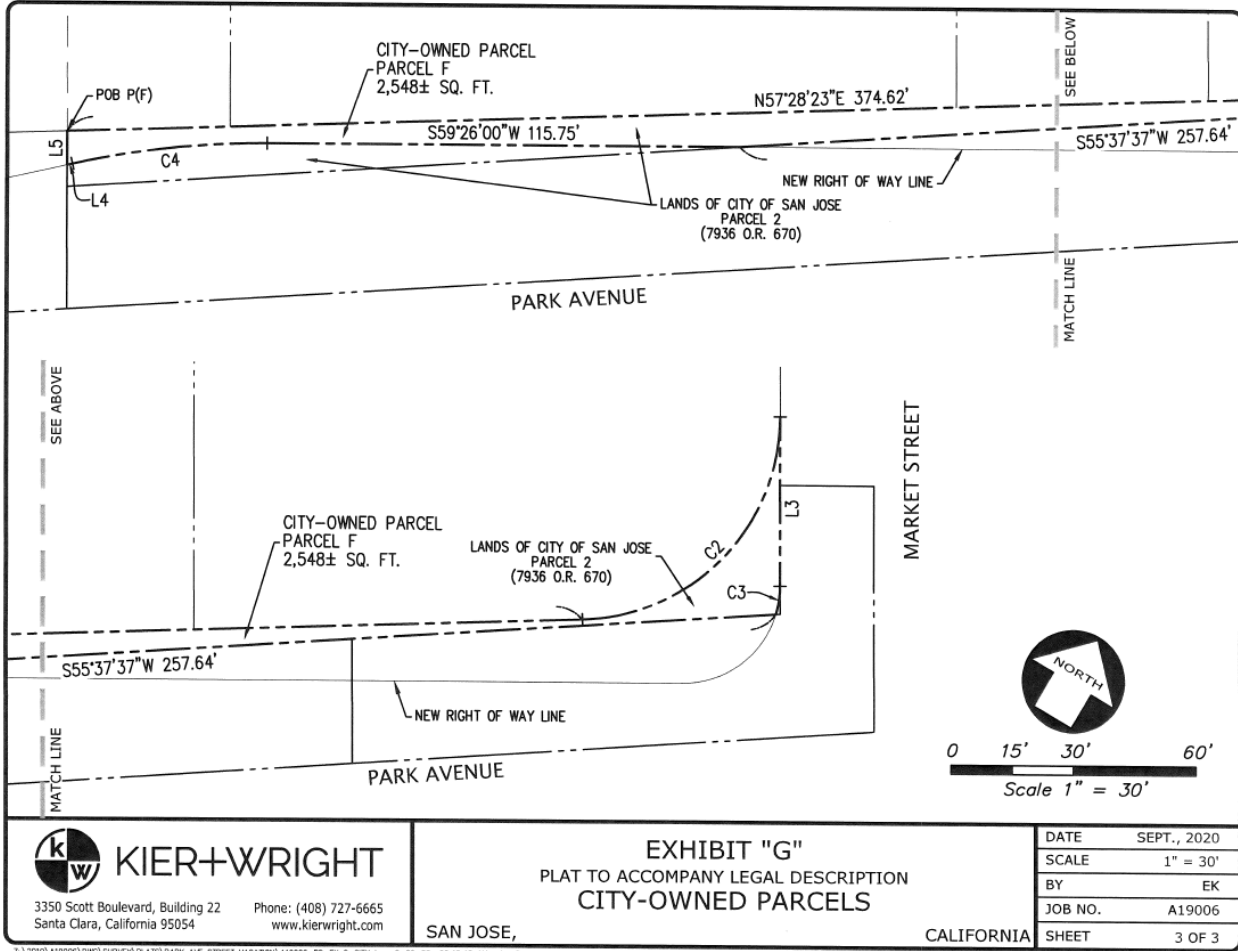 CITY-OWNED PARCEL
PARCEL F
2,548± SQ. FT.
POB P(F)
N57°28'23"E 374.62'
SEE BELOW
S59°26'00"W 115.75'
S55°37'37"W 257.64'
L5
C4
L4
NEW RIGHT OF WAY LINE
LANDS OF CITY OF SAN JOSE
PARCEL 2
(7936 O.R. 670)
PARK AVENUE
MATCH LINE
SEE ABOVE
MARKET STREET
CITY-OWNED PARCEL
PARCEL F
2,548± SQ. FT.
LANDS OF CITY OF SAN JOSE
PARCEL 2
(7936 O.R. 670)
L3
C2
C3
S55°37'37"W 257.64'
NEW RIGHT OF WAY LINE
MATCH LINE
PARK AVENUE
NORTH
0 15' 30' 60'
Scale 1" = 30'
k w KIER+WRIGHT
3350 Scott Boulevard, Building 22 Phone: (408) 727-6665
Santa Clara, California 95054 www.kierwright.com
EXHIBIT "G"
PLAT TO ACCOMPANY LEGAL DESCRIPTION
CITY-OWNED PARCELS
SAN JOSE, CALIFORNIA
DATE SEPT., 2020
SCALE 1" = 30'
BY EK
JOB NO. A19006
SHEET 3 OF 3